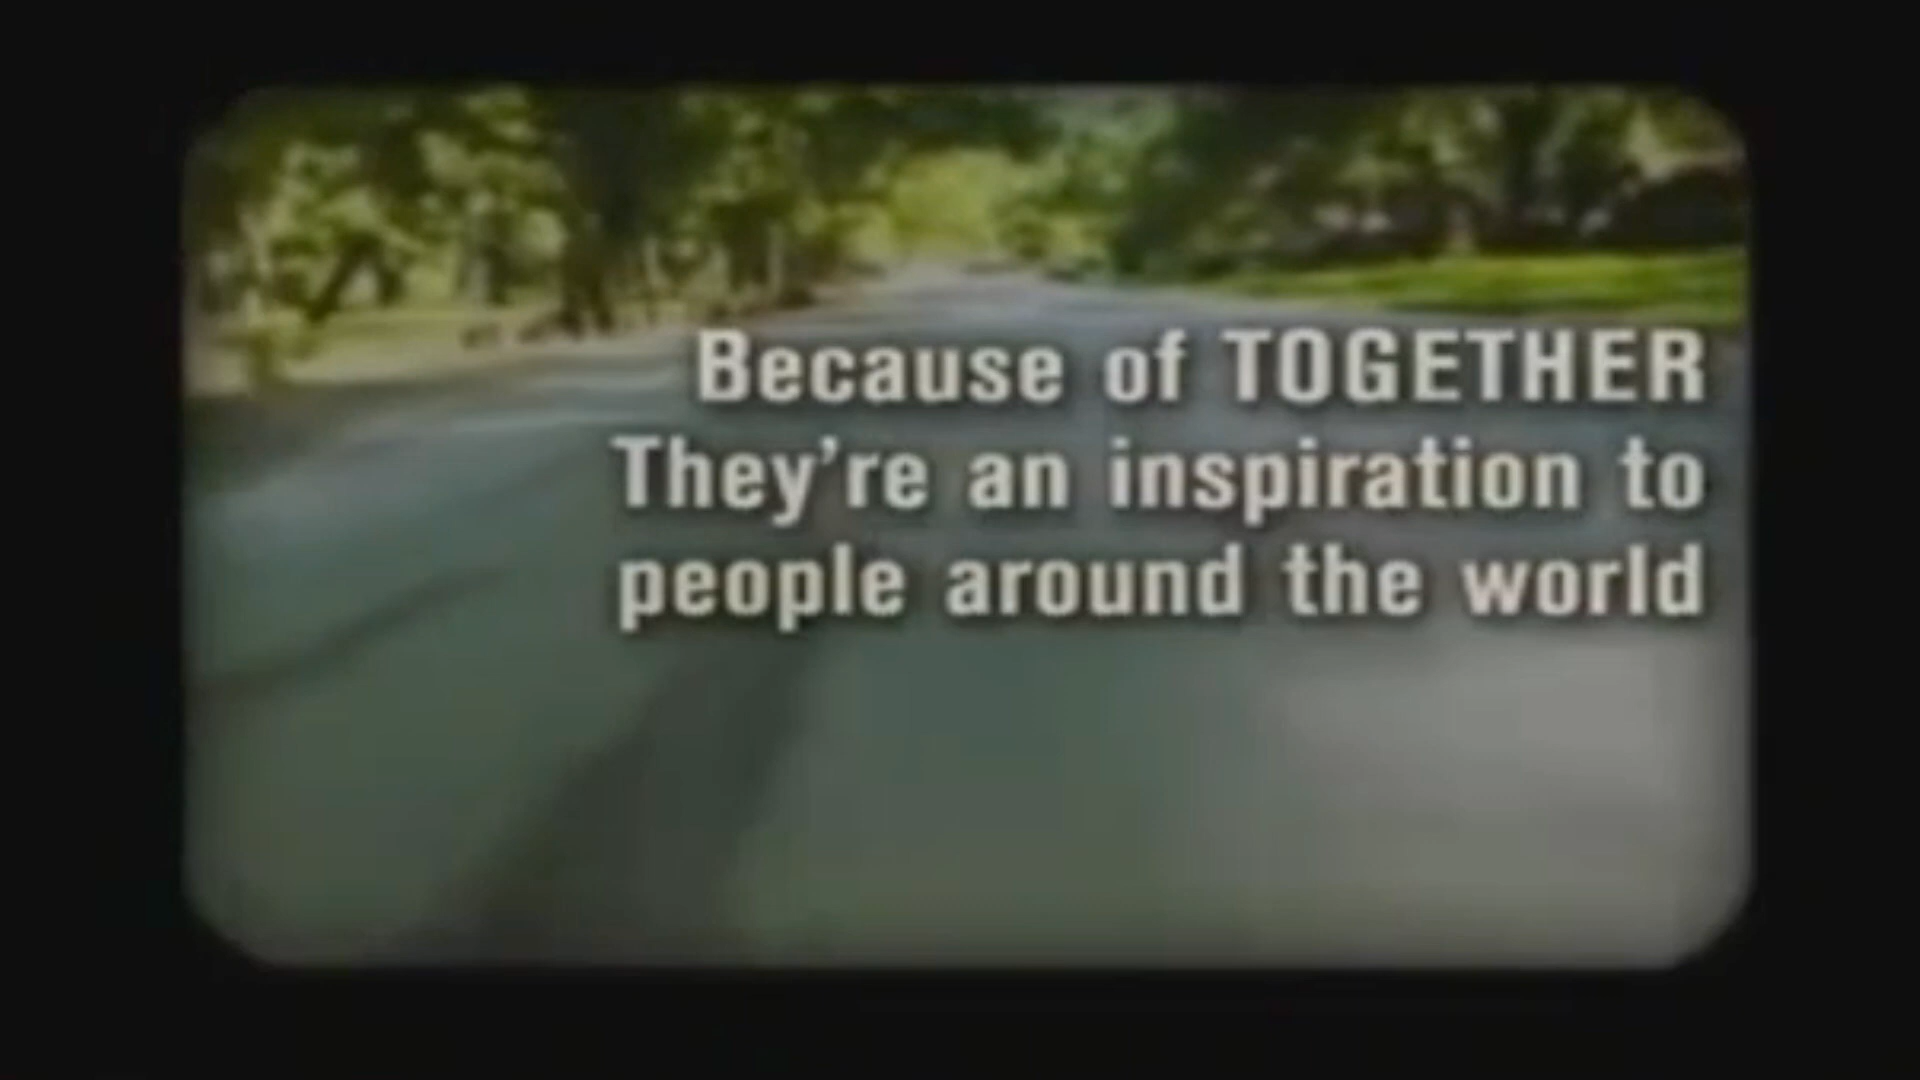 Because of TOGETHER
They're an inspiration to
people around the world